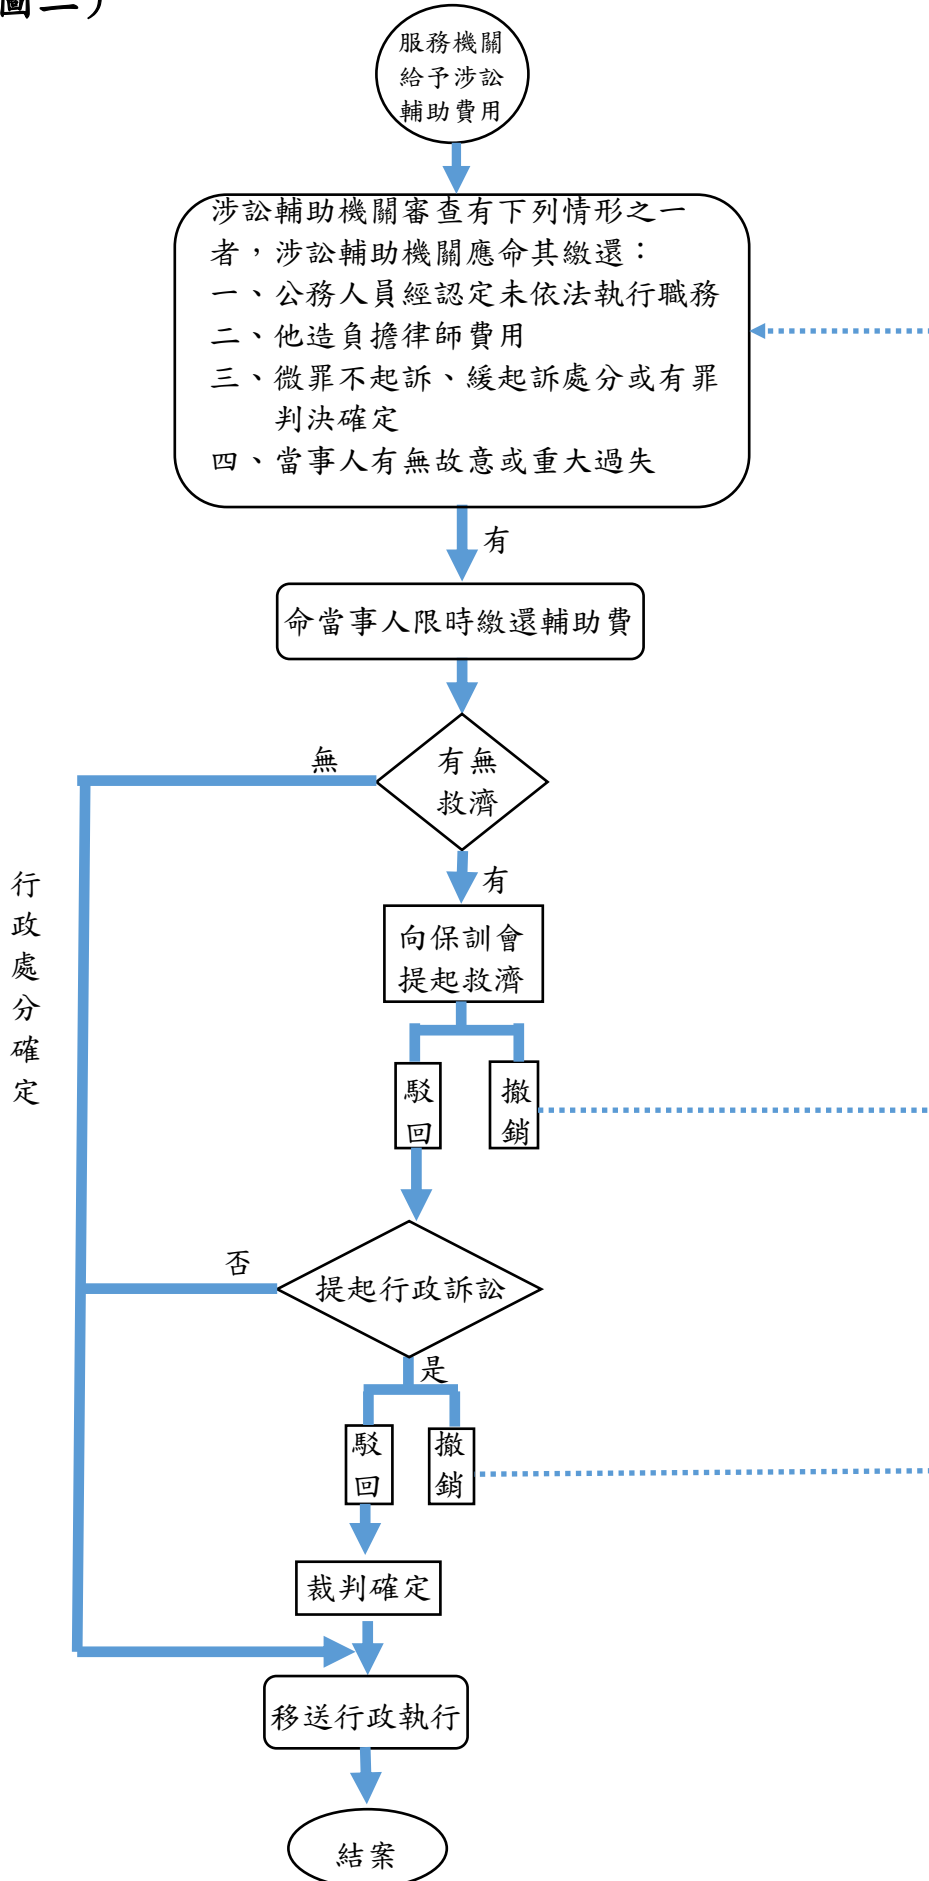 圖二)
服務機關
給予涉訟
輔助費用
涉訟輔助機關審查有下列情形之一
者，涉訟輔助機關應命其繳還：
一、公務人員經認定未依法執行職務
二、他造負擔律師費用
三、微罪不起訴、緩起訴處分或有罪
判決確定
四、當事人有無故意或重大過失
有
命當事人限時繳還輔助費
無
有無
救濟
有
行政處分確定
向保訓會
提起救濟
駁回
撤銷
否
提起行政訴訟
是
駁回
撤銷
裁判確定
移送行政執行
結案